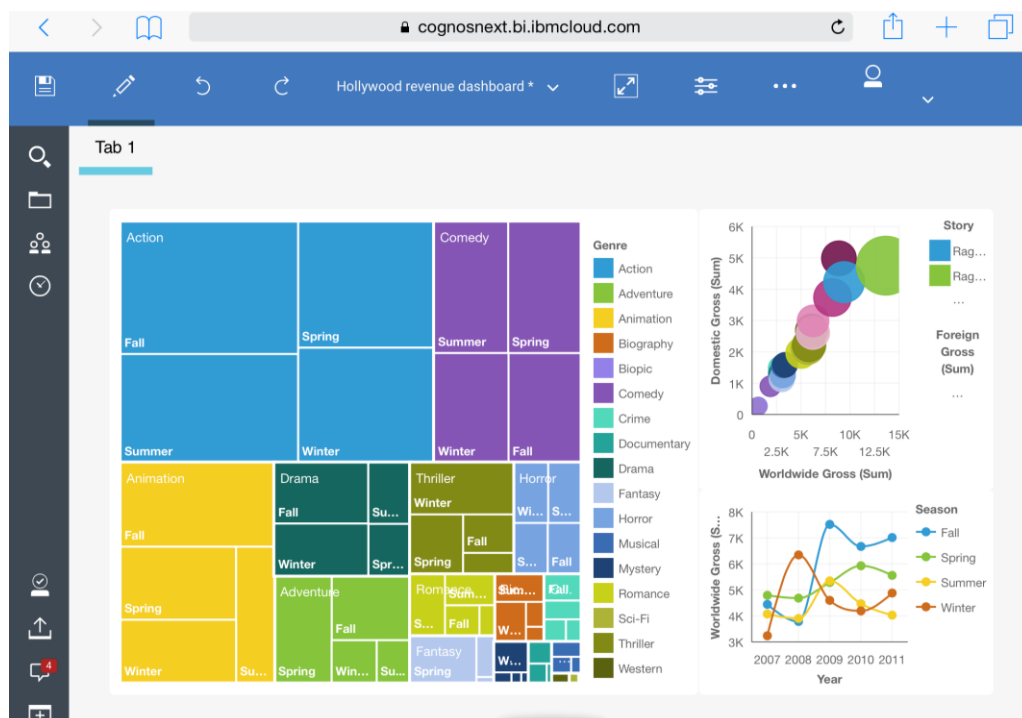 cognosnext.bi.ibmcloud.com
Hollywood revenue dashboard *
Tab 1
Action
Fall
Spring
Summer
Winter
Comedy
Summer
Spring
Winter
Fall
Animation
Fall
Spring
Winter
Su...
Drama
Fall
Su...
Winter
Spr...
Thriller
Winter
Spring
Fall
Horror
Wi...
S...
S...
Fall
Adventure
Fall
Spring
Win...
Su...
Romance
Sum...
S...
Fall
Sum...
W...
Fall
Fantasy
Spring
W...
...
Genre
Action
Adventure
Animation
Biography
Biopic
Comedy
Crime
Documentary
Drama
Fantasy
Horror
Musical
Mystery
Romance
Sci-Fi
Thriller
Western
Domestic Gross (Sum)
6K
5K
4K
3K
2K
1K
0
0 5K 10K 15K
2.5K 7.5K 12.5K
Worldwide Gross (Sum)
Story
Rag...
Rag...
...
Foreign
Gross
(Sum)
...
Worldwide Gross (S...
8K
7K
6K
5K
4K
3K
2007 2008 2009 2010 2011
Year
Season
Fall
Spring
Summer
Winter
4